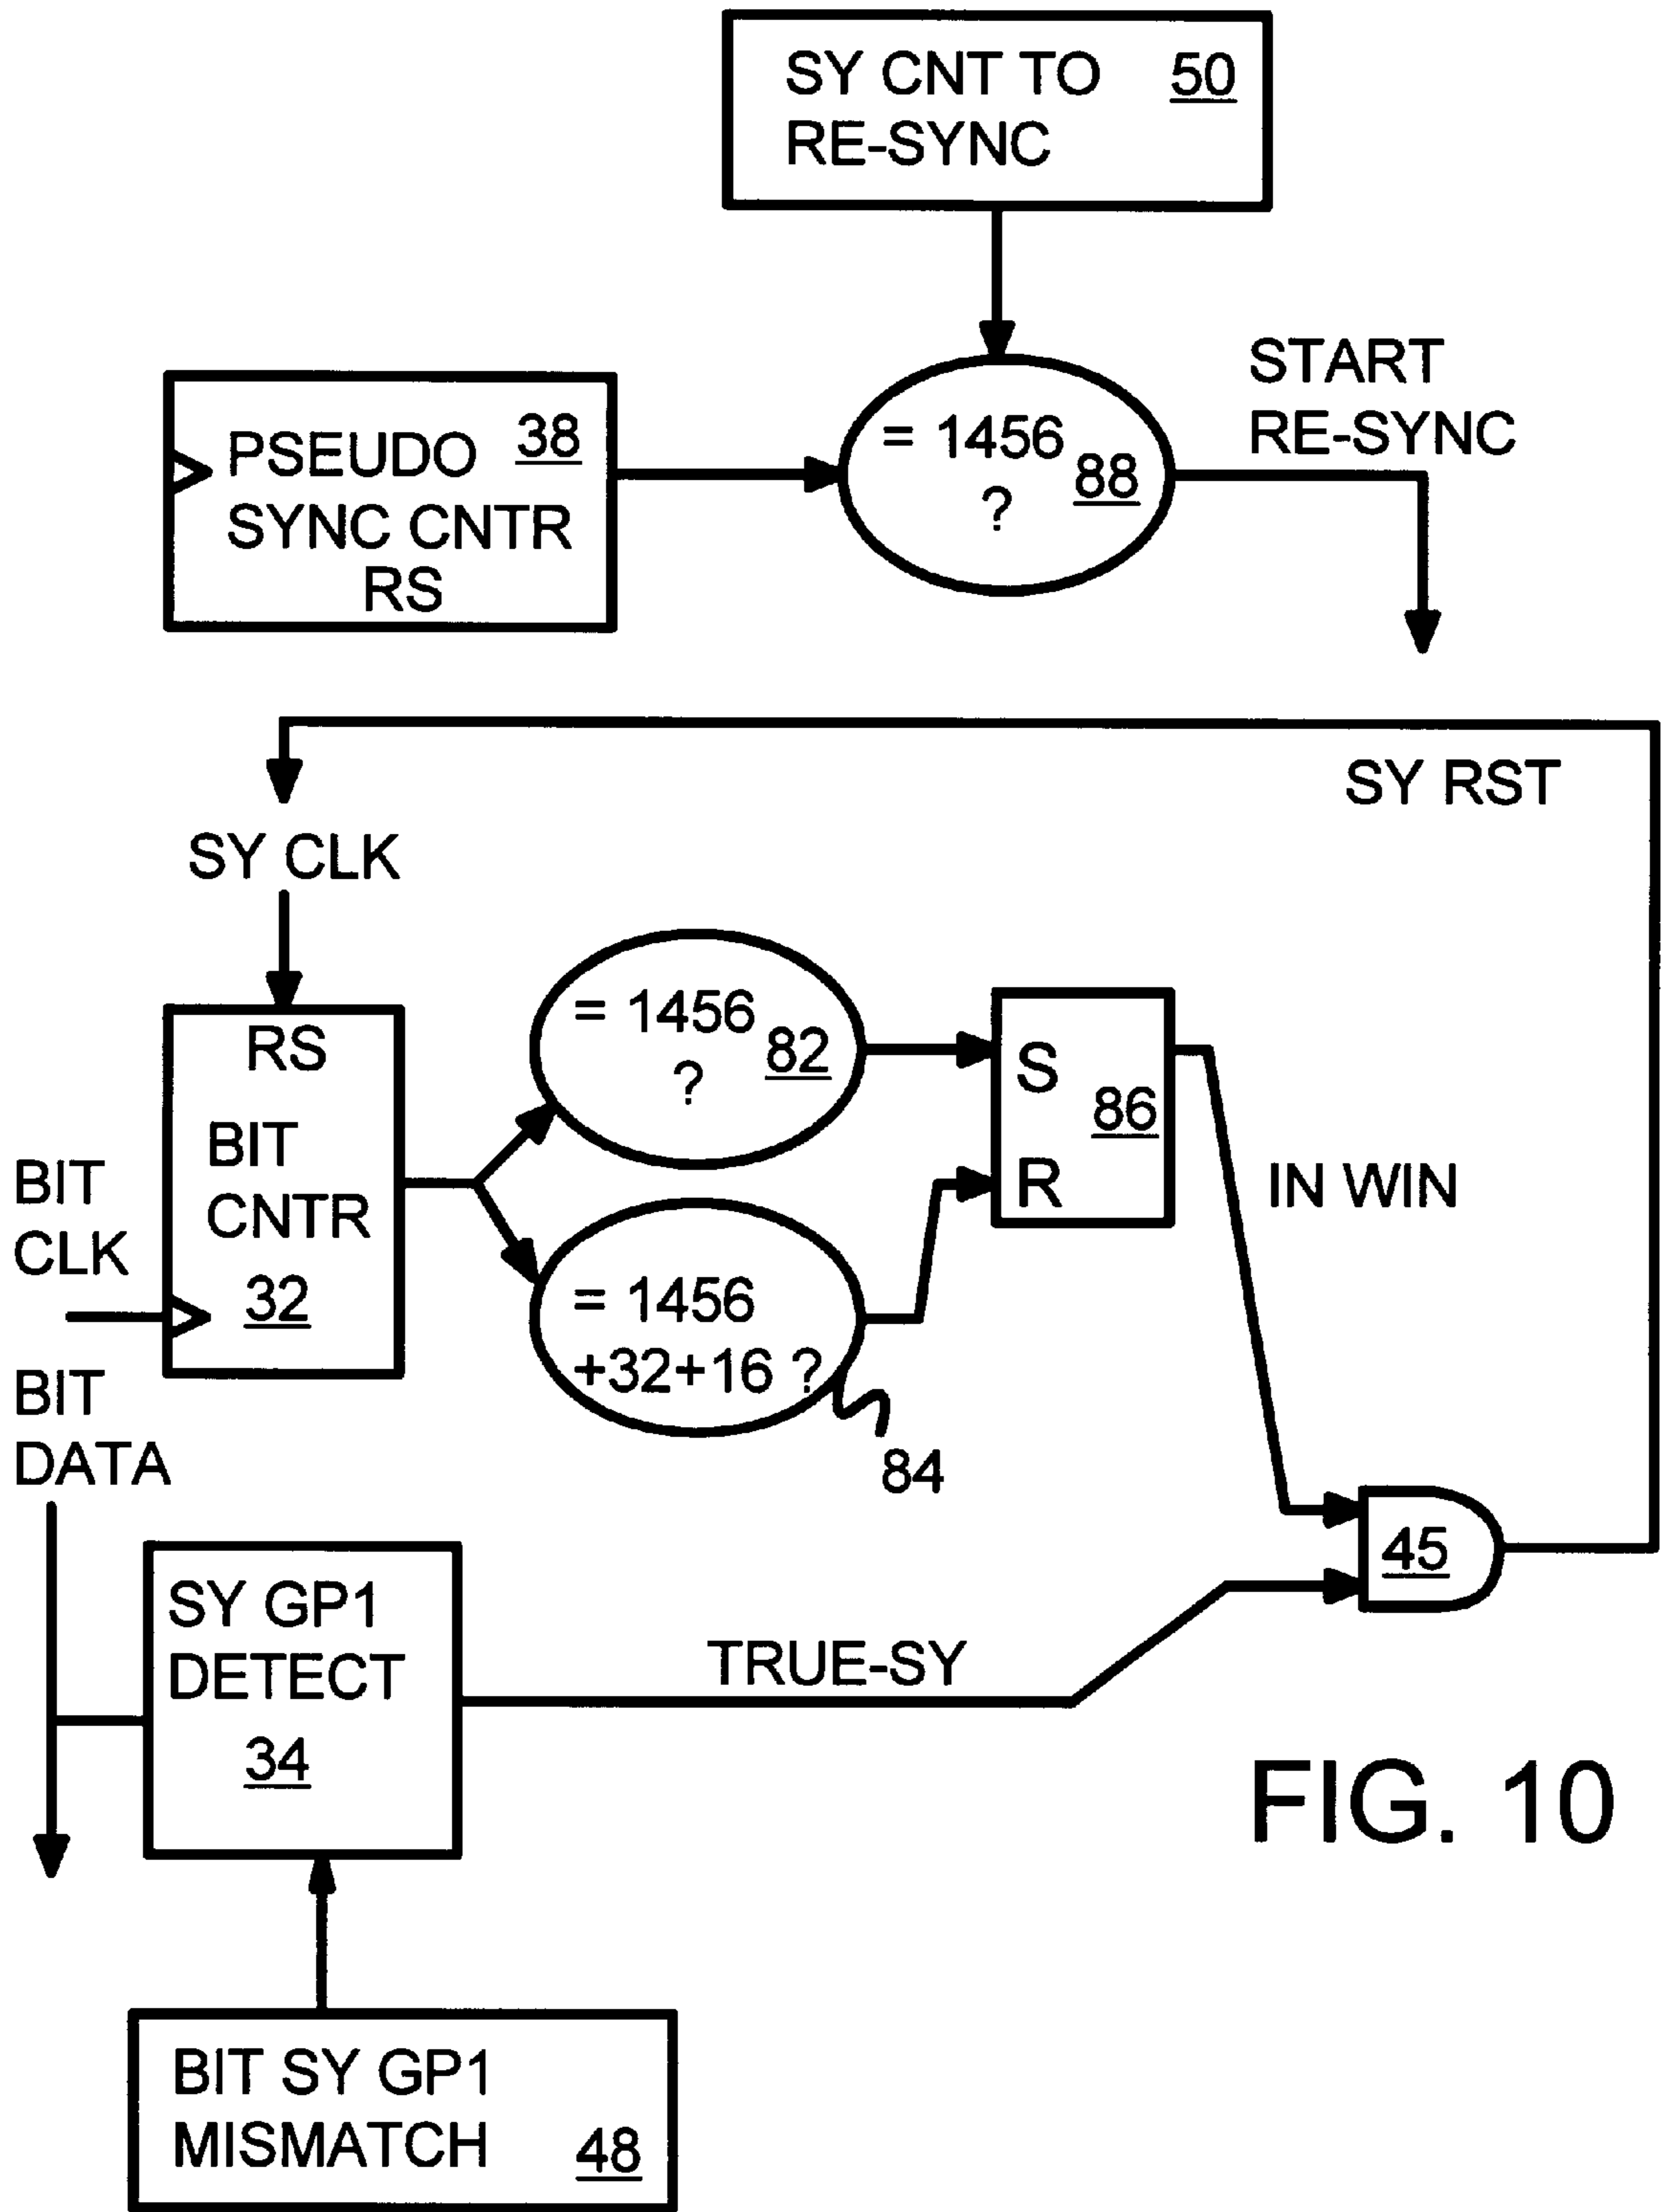 SY CNT TO 50
RE-SYNC
START
RE-SYNC
PSEUDO 38
SYNC CNTR
RS
= 1456
? 88
SY RST
SY CLK
RS
BIT
CNTR
32
BIT
CLK
= 1456
? 82
= 1456
+32+16 ?
84
S
R
86
IN WIN
BIT
DATA
45
SY GP1
DETECT
34
TRUE-SY
FIG. 10
BIT SY GP1
MISMATCH 48